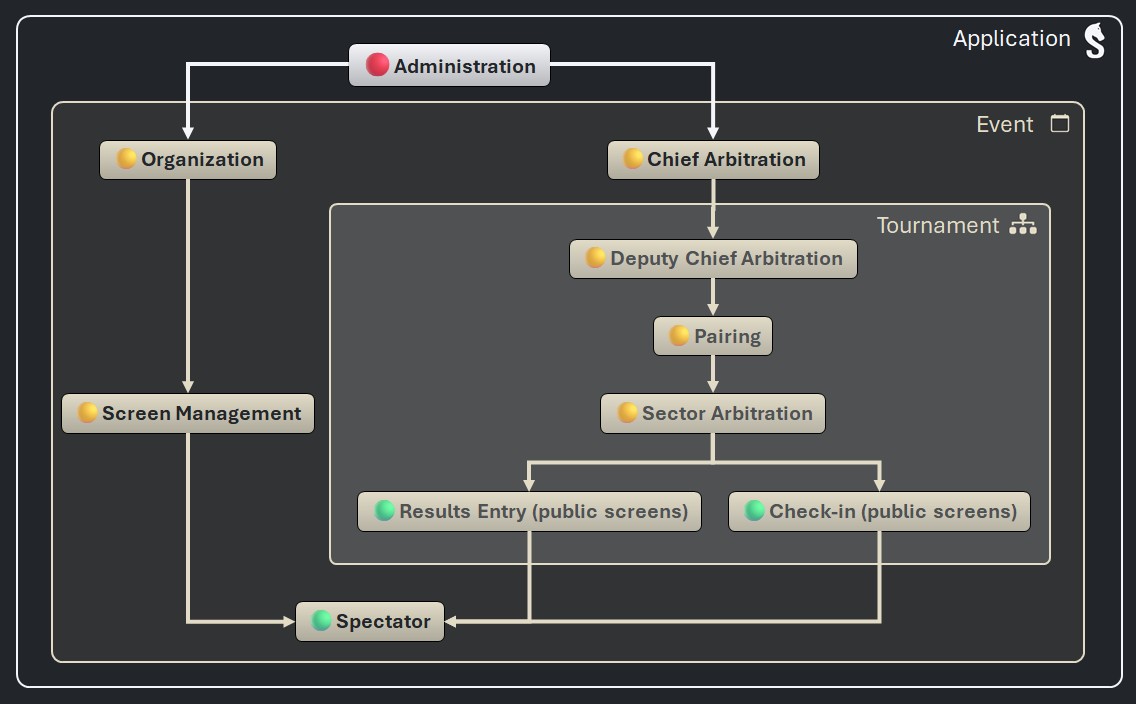 Application
Administration
Event
Organization
Chief Arbitration
Tournament
Deputy Chief Arbitration
Pairing
Screen Management
Sector Arbitration
Results Entry (public screens)
Check-in (public screens)
Spectator